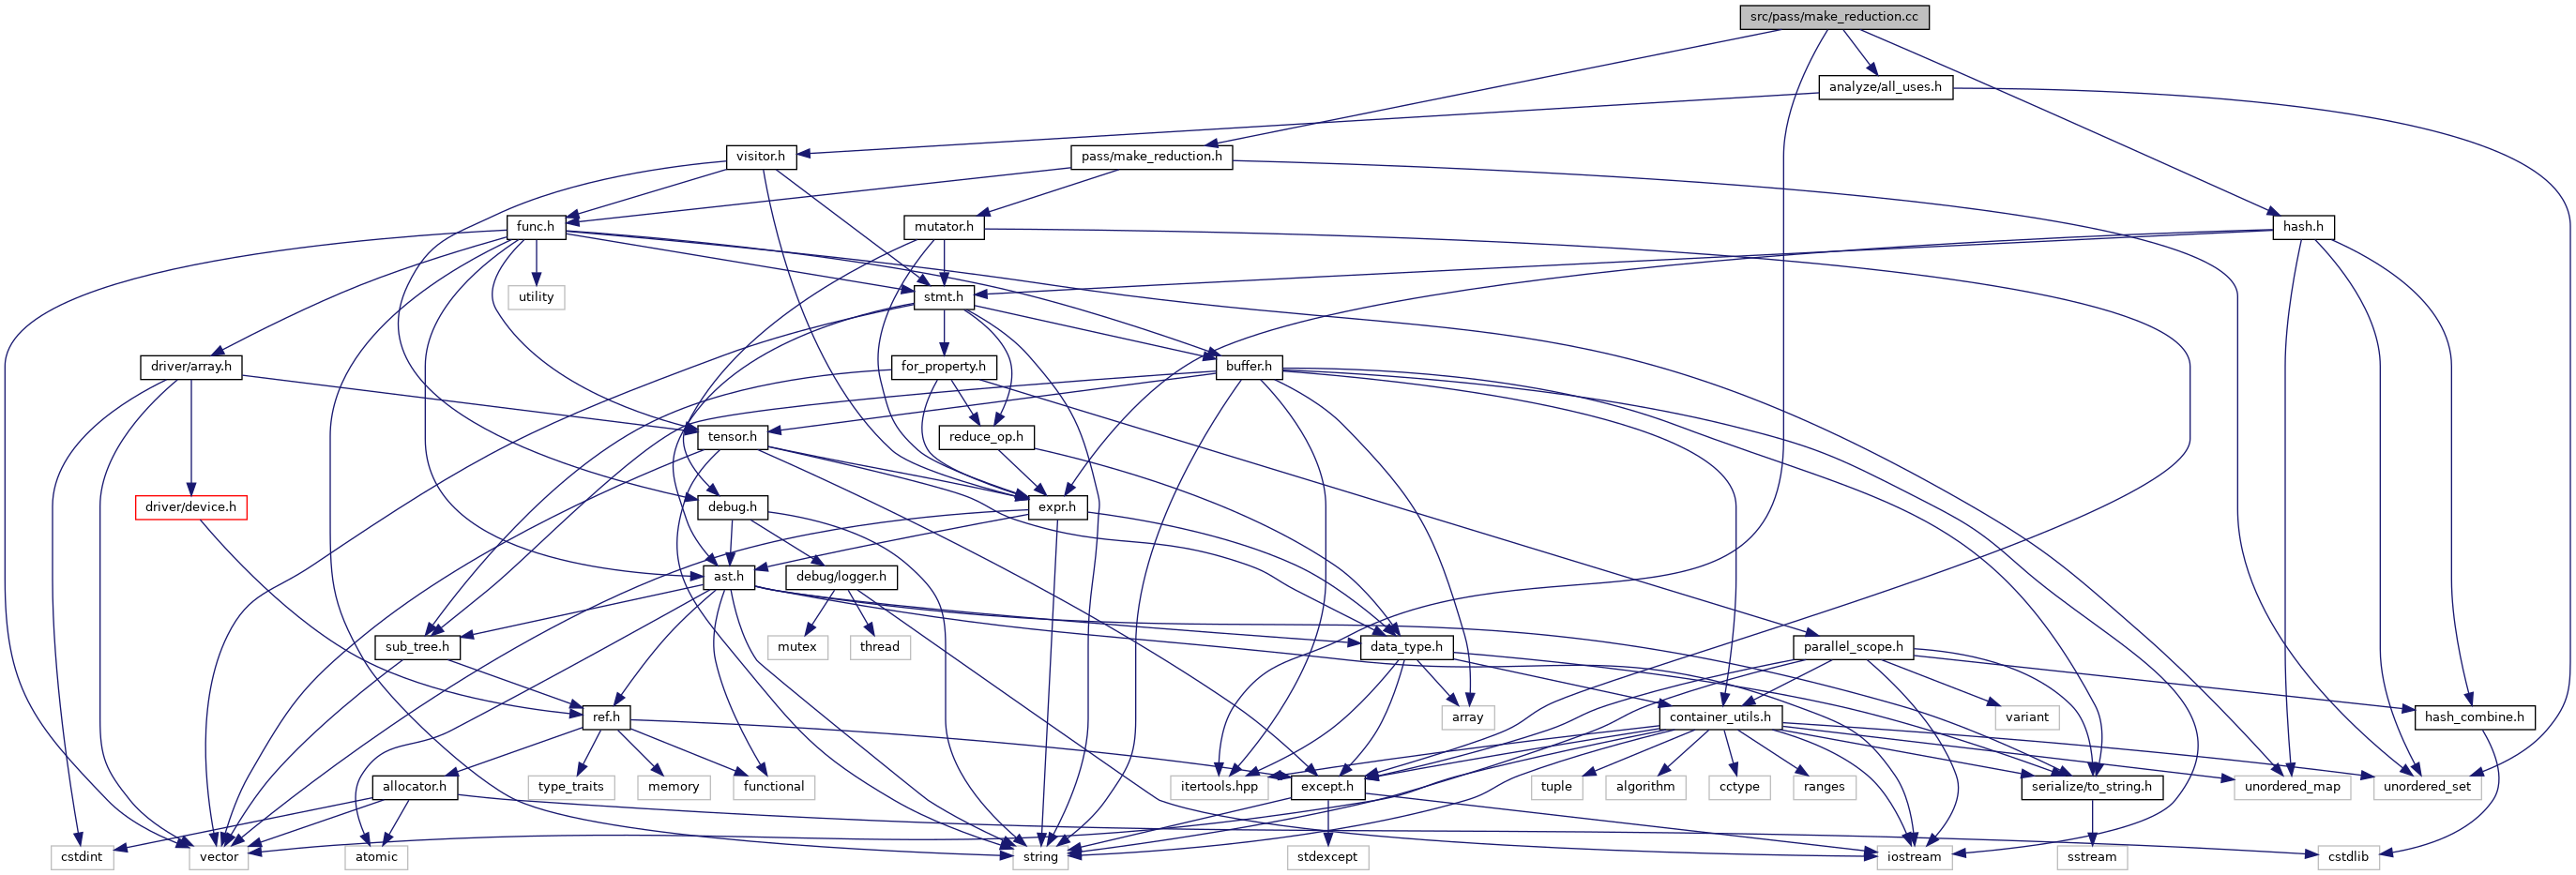 src/pass/make_reduction.cc
analyze/all_uses.h
visitor.h
pass/make_reduction.h
func.h
mutator.h
hash.h
utility
stmt.h
driver/array.h
for_property.h
buffer.h
tensor.h
reduce_op.h
driver/device.h
debug.h
expr.h
ast.h
debug/logger.h
sub_tree.h
mutex
thread
data_type.h
parallel_scope.h
ref.h
array
container_utils.h
variant
hash_combine.h
allocator.h
type_traits
memory
functional
itertools.hpp
except.h
tuple
algorithm
cctype
ranges
serialize/to_string.h
unordered_map
unordered_set
cstdint
vector
atomic
string
stdexcept
iostream
sstream
cstdlib